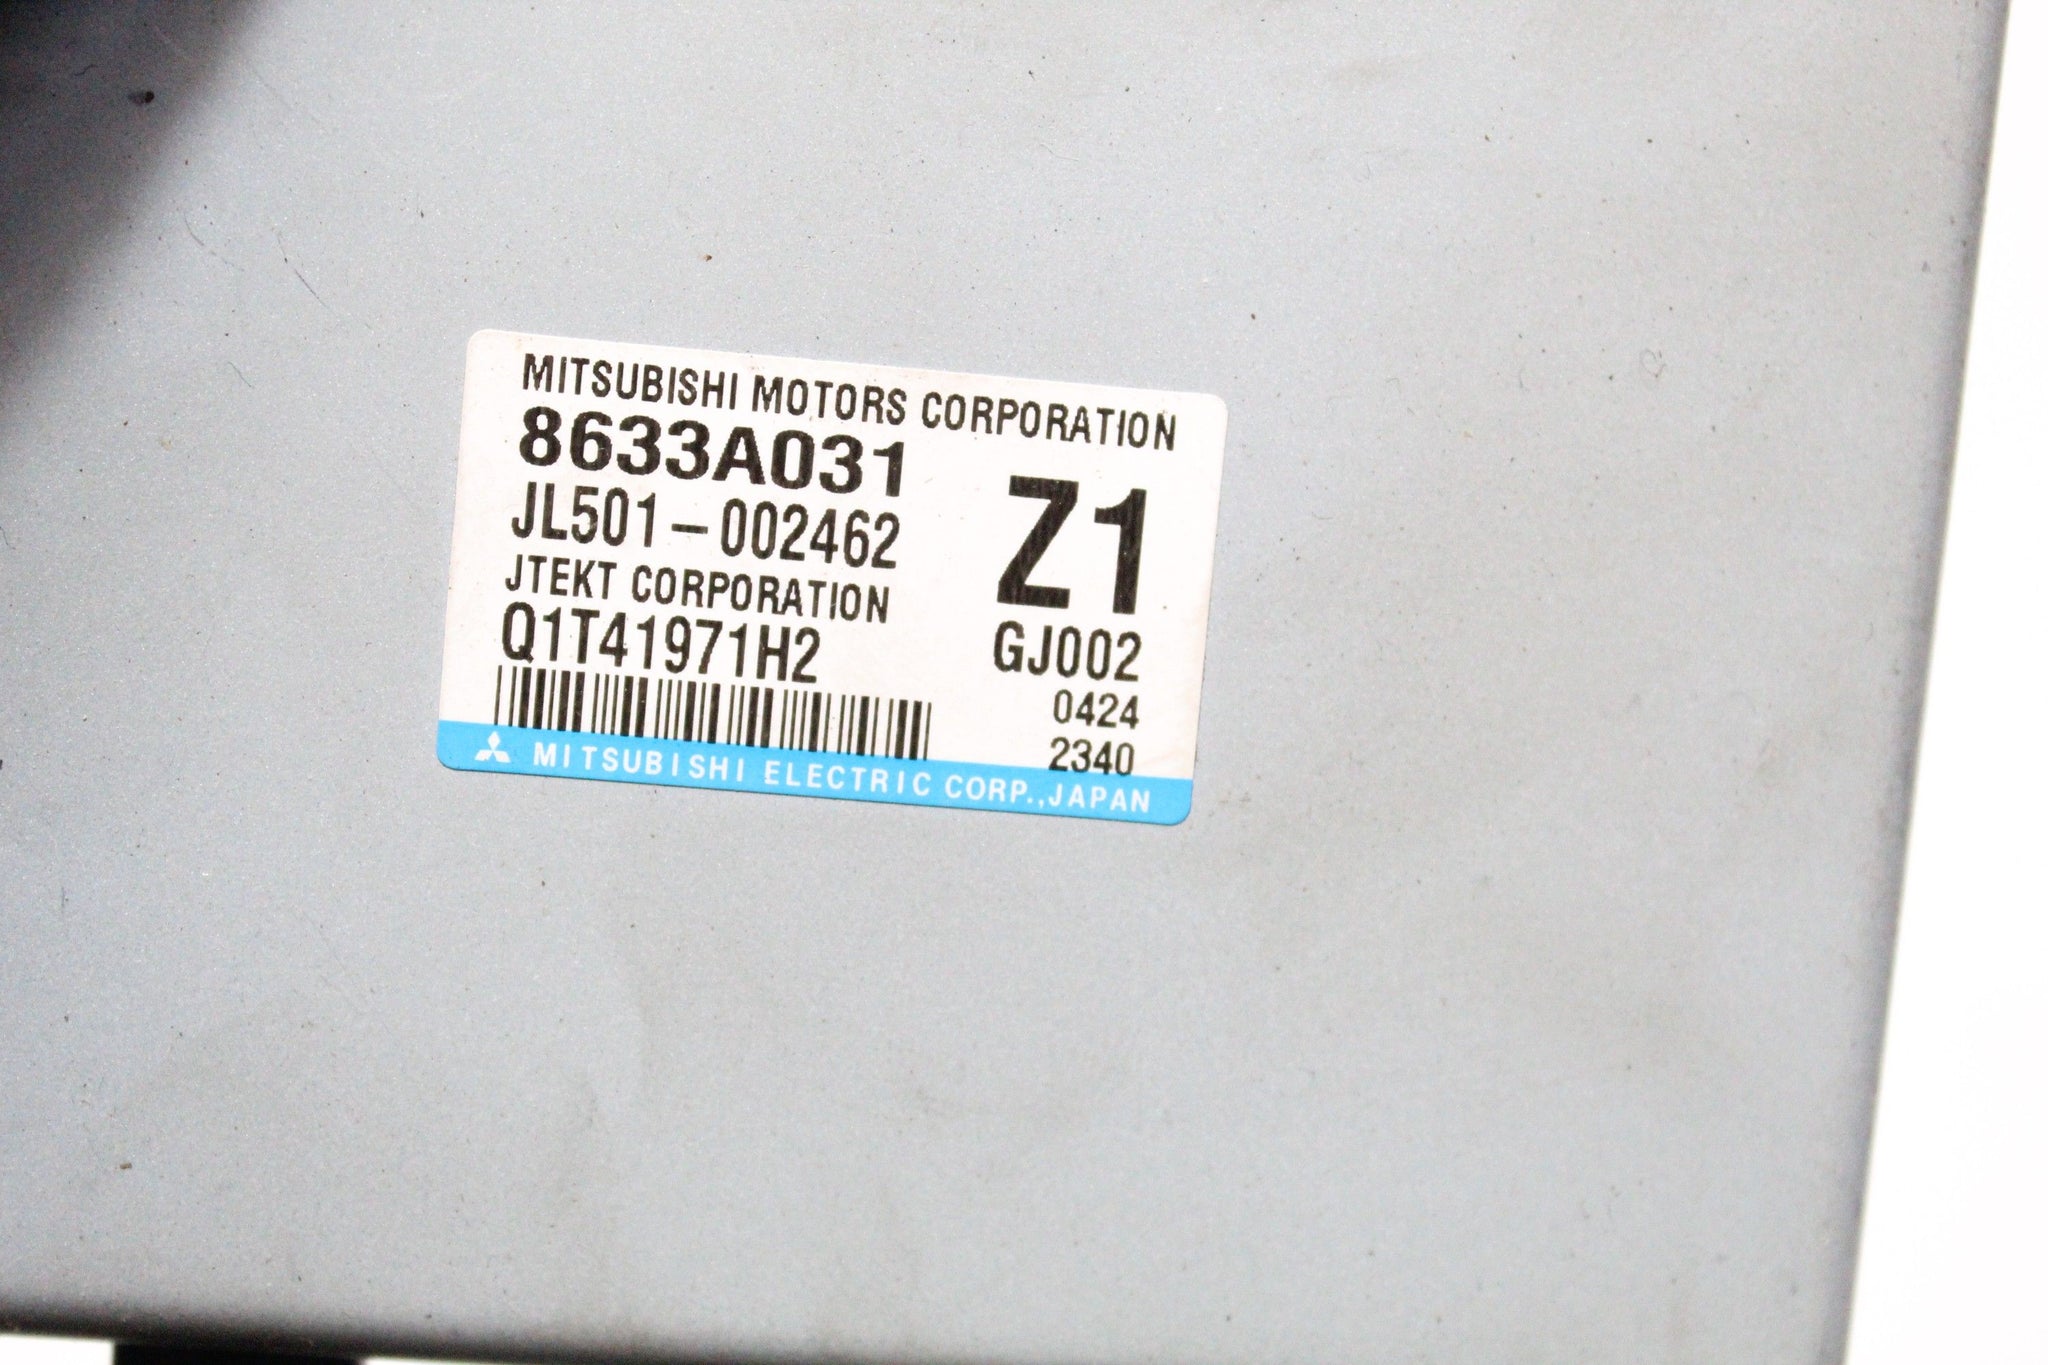 MITSUBISHI MOTORS CORPORATION
8633A031
JL501-002462
Z1
JTEKT CORPORATION
Q1T41971H2
GJ002
0424
2340
MITSUBISHI ELECTRIC CORP.,JAPAN